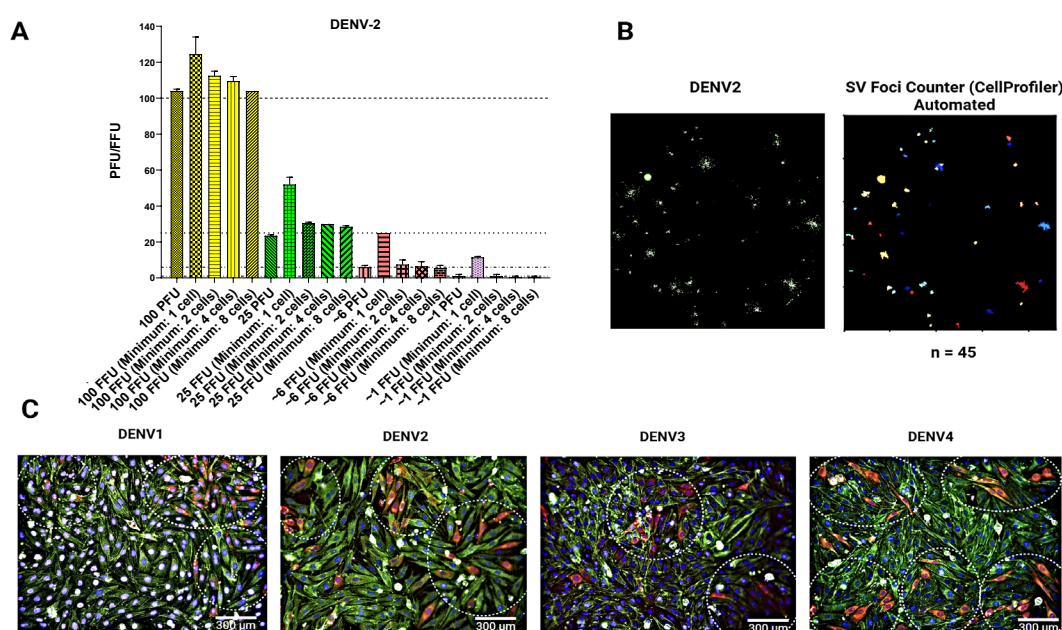 A
DENV-2
PFU/FFU
140
120
100
80
60
40
20
0
100 PFU
100 FFU (Minimum: 1 cell)
100 FFU (Minimum: 2 cells)
100 FFU (Minimum: 4 cells)
100 FFU (Minimum: 8 cells)
25 PFU
25 FFU (Minimum: 1 cell)
25 FFU (Minimum: 2 cells)
25 FFU (Minimum: 4 cells)
25 FFU (Minimum: 8 cells)
~6 PFU
~6 FFU (Minimum: 1 cell)
~6 FFU (Minimum: 2 cells)
~6 FFU (Minimum: 4 cells)
~6 FFU (Minimum: 8 cells)
~1 PFU
~1 FFU (Minimum: 1 cell)
~1 FFU (Minimum: 2 cells)
~1 FFU (Minimum: 4 cells)
~1 FFU (Minimum: 8 cells)
B
DENV2
SV Foci Counter (CellProfiler)
Automated
n = 45
C
DENV1
300 µm
DENV2
300 µm
DENV3
300 µm
DENV4
300 µm